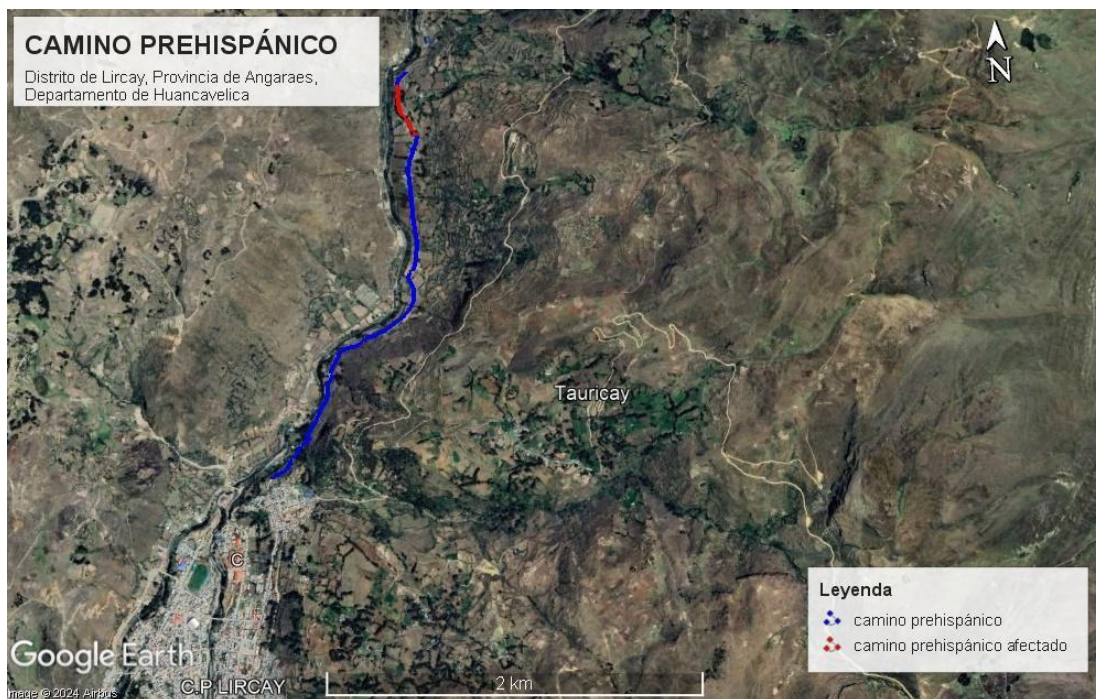 CAMINO PREHISPÁNICO
Distrito de Lircay, Provincia de Angaraes,
Departamento de Huancavelica
N
Tauricay
C
Leyenda
camino prehispánico
camino prehispánico afectado
Google Earth
C.P LIRCAY
2 km
Image © 2024 Airbus